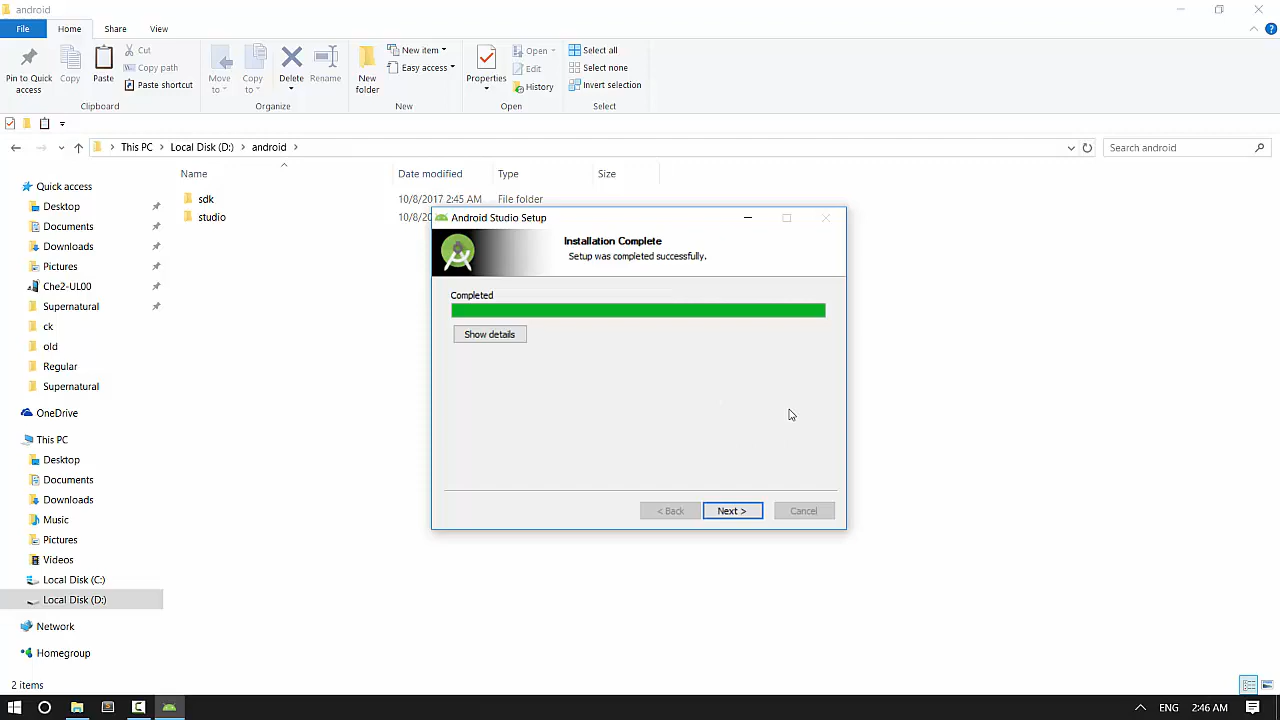 android
File Home Share View
Pin to Quick access
Copy
Paste
Cut
Copy path
Paste shortcut
Clipboard
Move to
Copy to
Delete
Rename
Organize
New folder
New item
Easy access
New
Properties
Open
Edit
History
Open
Select all
Select none
Invert selection
Select
This PC > Local Disk (D:) > android >
Search android
Name Date modified Type Size
sdk 10/8/2017 2:45 AM File folder
studio 10/8/20
Quick access
Desktop
Documents
Downloads
Pictures
Che2-UL00
Supernatural
ck
old
Regular
Supernatural
OneDrive
This PC
Desktop
Documents
Downloads
Music
Pictures
Videos
Local Disk (C:)
Local Disk (D:)
Network
Homegroup
2 items
Android Studio Setup
Installation Complete
Setup was completed successfully.
Completed
Show details
< Back Next > Cancel
ENG 2:46 AM